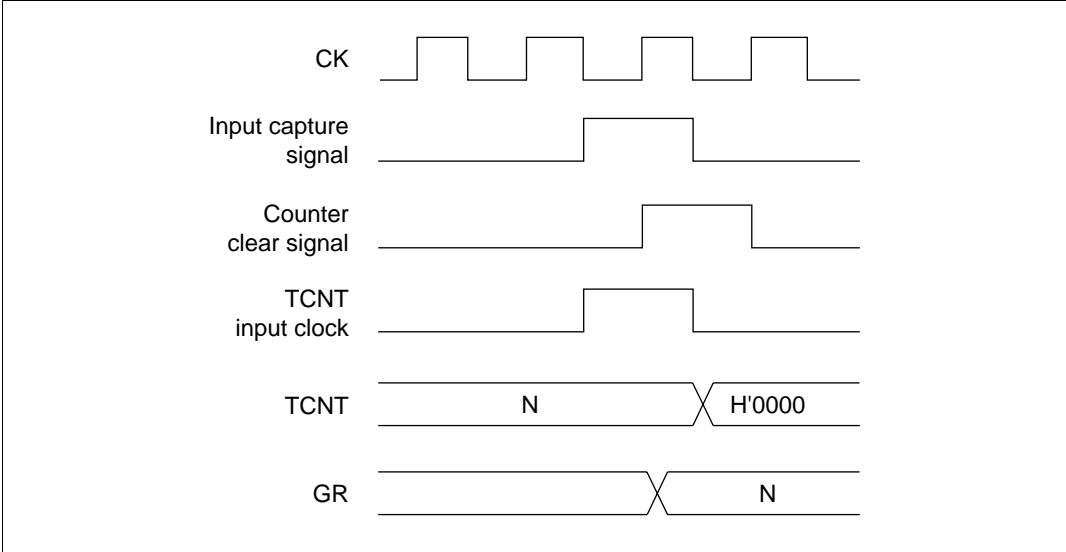 CK
Input capture
signal
Counter
clear signal
TCNT
input clock
TCNT
N
H'0000
GR
N